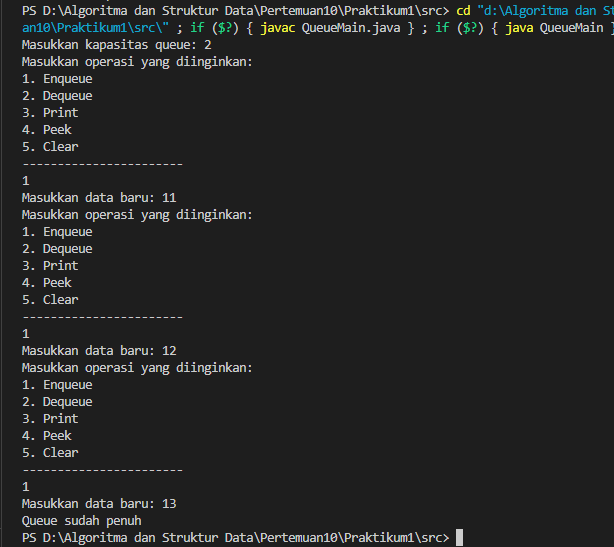 PS D:\Algoritma dan Struktur Data\Pertemuan10\Praktikum1\src> cd "d:\Algoritma dan St
an10\Praktikum1\src\" ; if ($?) { javac QueueMain.java } ; if ($?) { java QueueMain }
Masukkan kapasitas queue: 2
Masukkan operasi yang diinginkan:
1. Enqueue
2. Dequeue
3. Print
4. Peek
5. Clear
-----------------------
1
Masukkan data baru: 11
Masukkan operasi yang diinginkan:
1. Enqueue
2. Dequeue
3. Print
4. Peek
5. Clear
-----------------------
1
Masukkan data baru: 12
Masukkan operasi yang diinginkan:
1. Enqueue
2. Dequeue
3. Print
4. Peek
5. Clear
-----------------------
1
Masukkan data baru: 13
Queue sudah penuh
PS D:\Algoritma dan Struktur Data\Pertemuan10\Praktikum1\src>